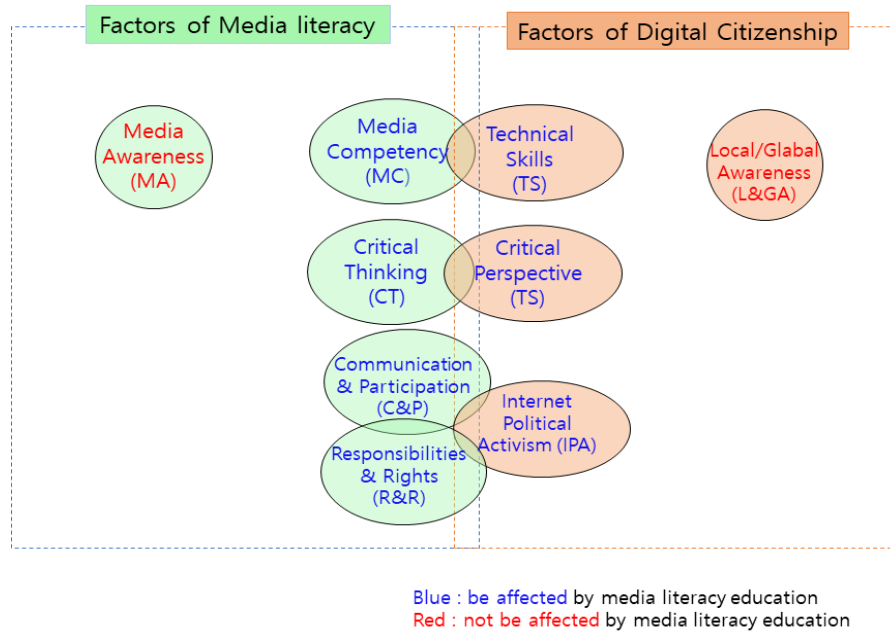 Factors of Media literacy
Factors of Digital Citizenship
Media
Awareness
(MA)
Media
Competency
(MC)
Technical
Skills
(TS)
Local/Glabal
Awareness
(L&GA)
Critical
Thinking
(CT)
Critical
Perspective
(TS)
Communication
& Participation
(C&P)
Internet
Political
Activism (IPA)
Responsibilities
& Rights
(R&R)
Blue : be affected by media literacy education
Red : not be affected by media literacy education